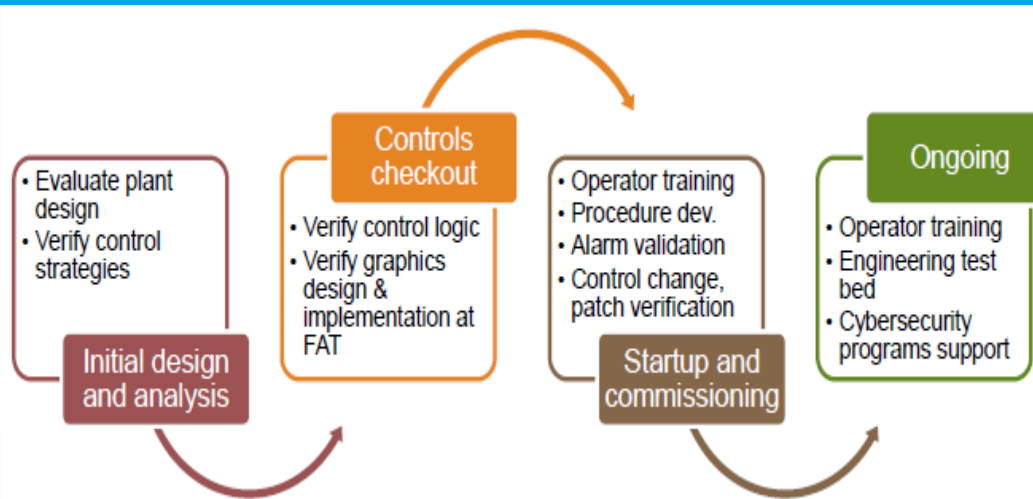 • Evaluate plant
design
• Verify control
strategies
Initial design
and analysis
Controls
checkout
• Verify control logic
• Verify graphics
design &
implementation at
FAT
• Operator training
• Procedure dev.
• Alarm validation
• Control change,
patch verification
Startup and
commissioning
Ongoing
• Operator training
• Engineering test
bed
• Cybersecurity
programs support